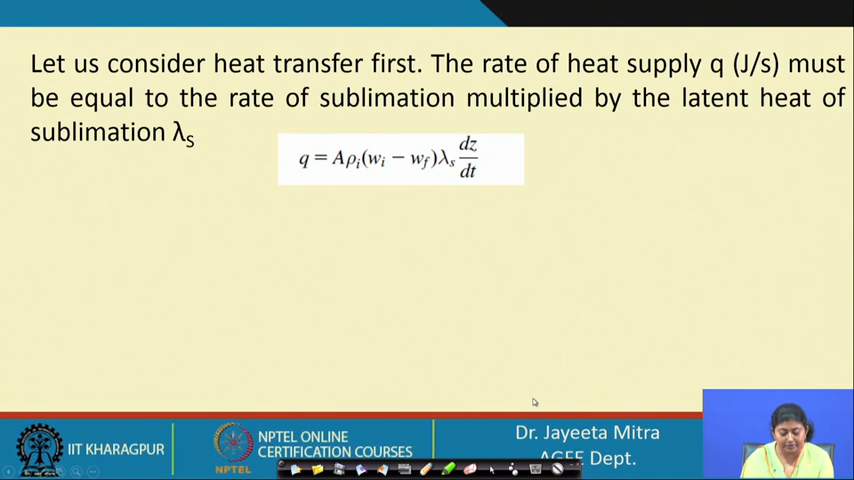 Let us consider heat transfer first. The rate of heat supply q (J/s) must
be equal to the rate of sublimation multiplied by the latent heat of
sublimation λS
q = Aρi(wi − wf)λs dz/dt
IIT KHARAGPUR
NPTEL
NPTEL ONLINE
CERTIFICATION COURSES
Dr. Jayeeta Mitra
AGFE Dept.